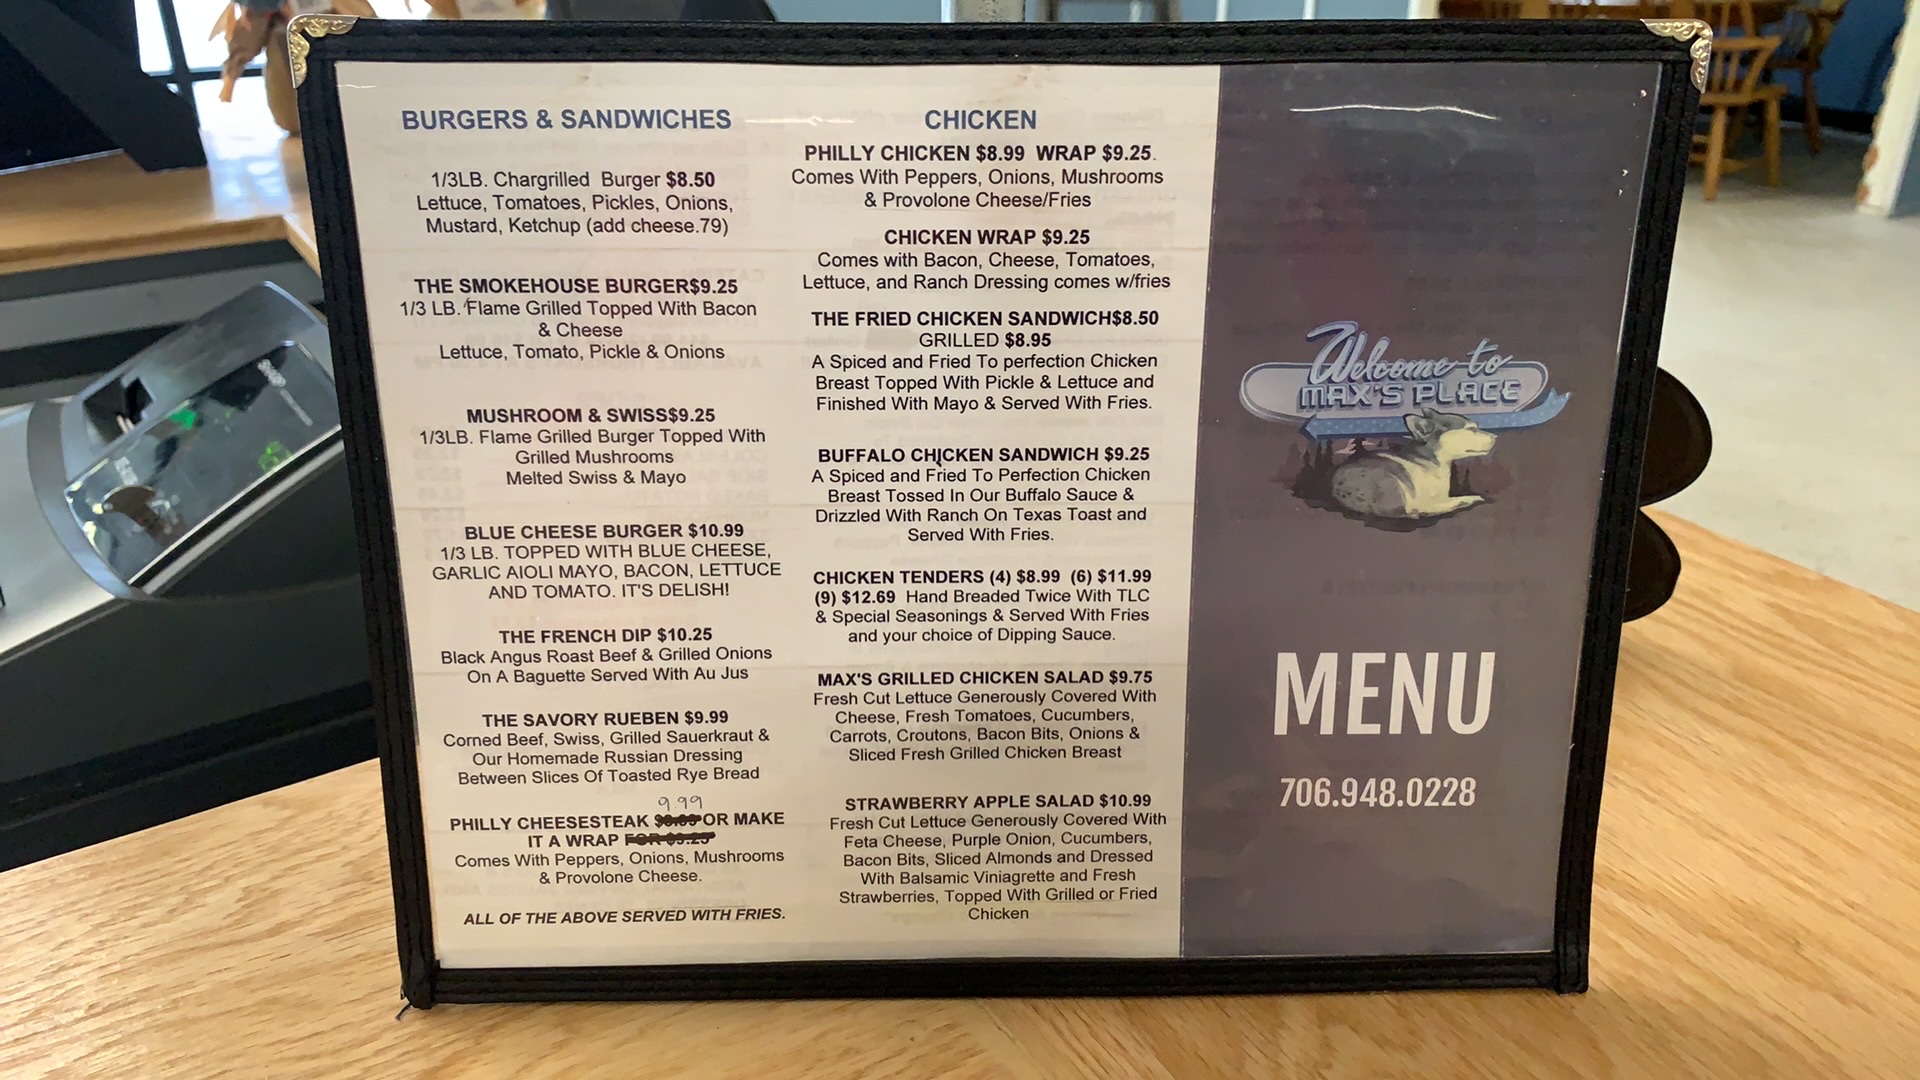 BURGERS & SANDWICHES
1/3LB. Chargrilled Burger $8.50
Lettuce, Tomatoes, Pickles, Onions,
Mustard, Ketchup (add cheese.79)
THE SMOKEHOUSE BURGER$9.25
1/3 LB. Flame Grilled Topped With Bacon
& Cheese
Lettuce, Tomato, Pickle & Onions
MUSHROOM & SWISS$9.25
1/3LB. Flame Grilled Burger Topped With
Grilled Mushrooms
Melted Swiss & Mayo
BLUE CHEESE BURGER $10.99
1/3 LB. TOPPED WITH BLUE CHEESE,
GARLIC AIOLI MAYO, BACON, LETTUCE
AND TOMATO. IT'S DELISH!
THE FRENCH DIP $10.25
Black Angus Roast Beef & Grilled Onions
On A Baguette Served With Au Jus
THE SAVORY RUEBEN $9.99
Corned Beef, Swiss, Grilled Sauerkraut &
Our Homemade Russian Dressing
Between Slices Of Toasted Rye Bread
9.99
PHILLY CHEESESTEAK OR MAKE
IT A WRAP FOR $9.25
Comes With Peppers, Onions, Mushrooms
& Provolone Cheese.
ALL OF THE ABOVE SERVED WITH FRIES.
CHICKEN
PHILLY CHICKEN $8.99 WRAP $9.25.
Comes With Peppers, Onions, Mushrooms
& Provolone Cheese/Fries
CHICKEN WRAP $9.25
Comes with Bacon, Cheese, Tomatoes,
Lettuce, and Ranch Dressing comes w/fries
THE FRIED CHICKEN SANDWICH$8.50
GRILLED $8.95
A Spiced and Fried To perfection Chicken
Breast Topped With Pickle & Lettuce and
Finished With Mayo & Served With Fries.
BUFFALO CHICKEN SANDWICH $9.25
A Spiced and Fried To Perfection Chicken
Breast Tossed In Our Buffalo Sauce &
Drizzled With Ranch On Texas Toast and
Served With Fries.
CHICKEN TENDERS (4) $8.99 (6) $11.99
(9) $12.69 Hand Breaded Twice With TLC
& Special Seasonings & Served With Fries
and your choice of Dipping Sauce.
MAX'S GRILLED CHICKEN SALAD $9.75
Fresh Cut Lettuce Generously Covered With
Cheese, Fresh Tomatoes, Cucumbers,
Carrots, Croutons, Bacon Bits, Onions &
Sliced Fresh Grilled Chicken Breast
STRAWBERRY APPLE SALAD $10.99
Fresh Cut Lettuce Generously Covered With
Feta Cheese, Purple Onion, Cucumbers,
Bacon Bits, Sliced Almonds and Dressed
With Balsamic Viniagrette and Fresh
Strawberries, Topped With Grilled or Fried
Chicken
Welcome to
MAX'S PLACE
MENU
706.948.0228